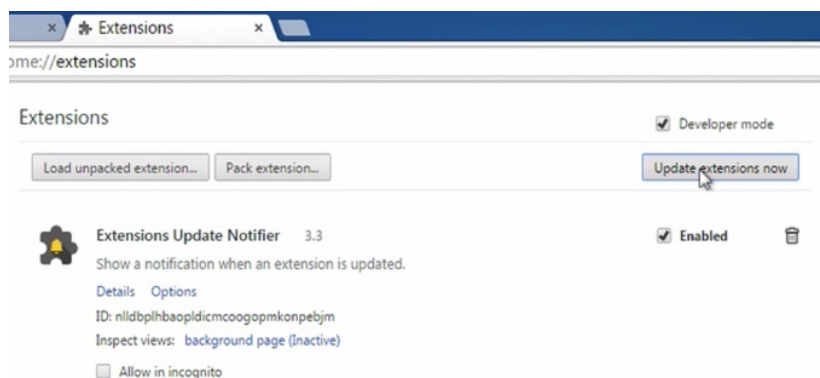 Extensions
ome://extensions
Extensions
Developer mode
Load unpacked extension... Pack extension... Update extensions now
Extensions Update Notifier 3.3 Enabled
Show a notification when an extension is updated.
Details Options
ID: nlldbplhbaopldicmcoogopmkonpebjm
Inspect views: background page (Inactive)
Allow in incognito